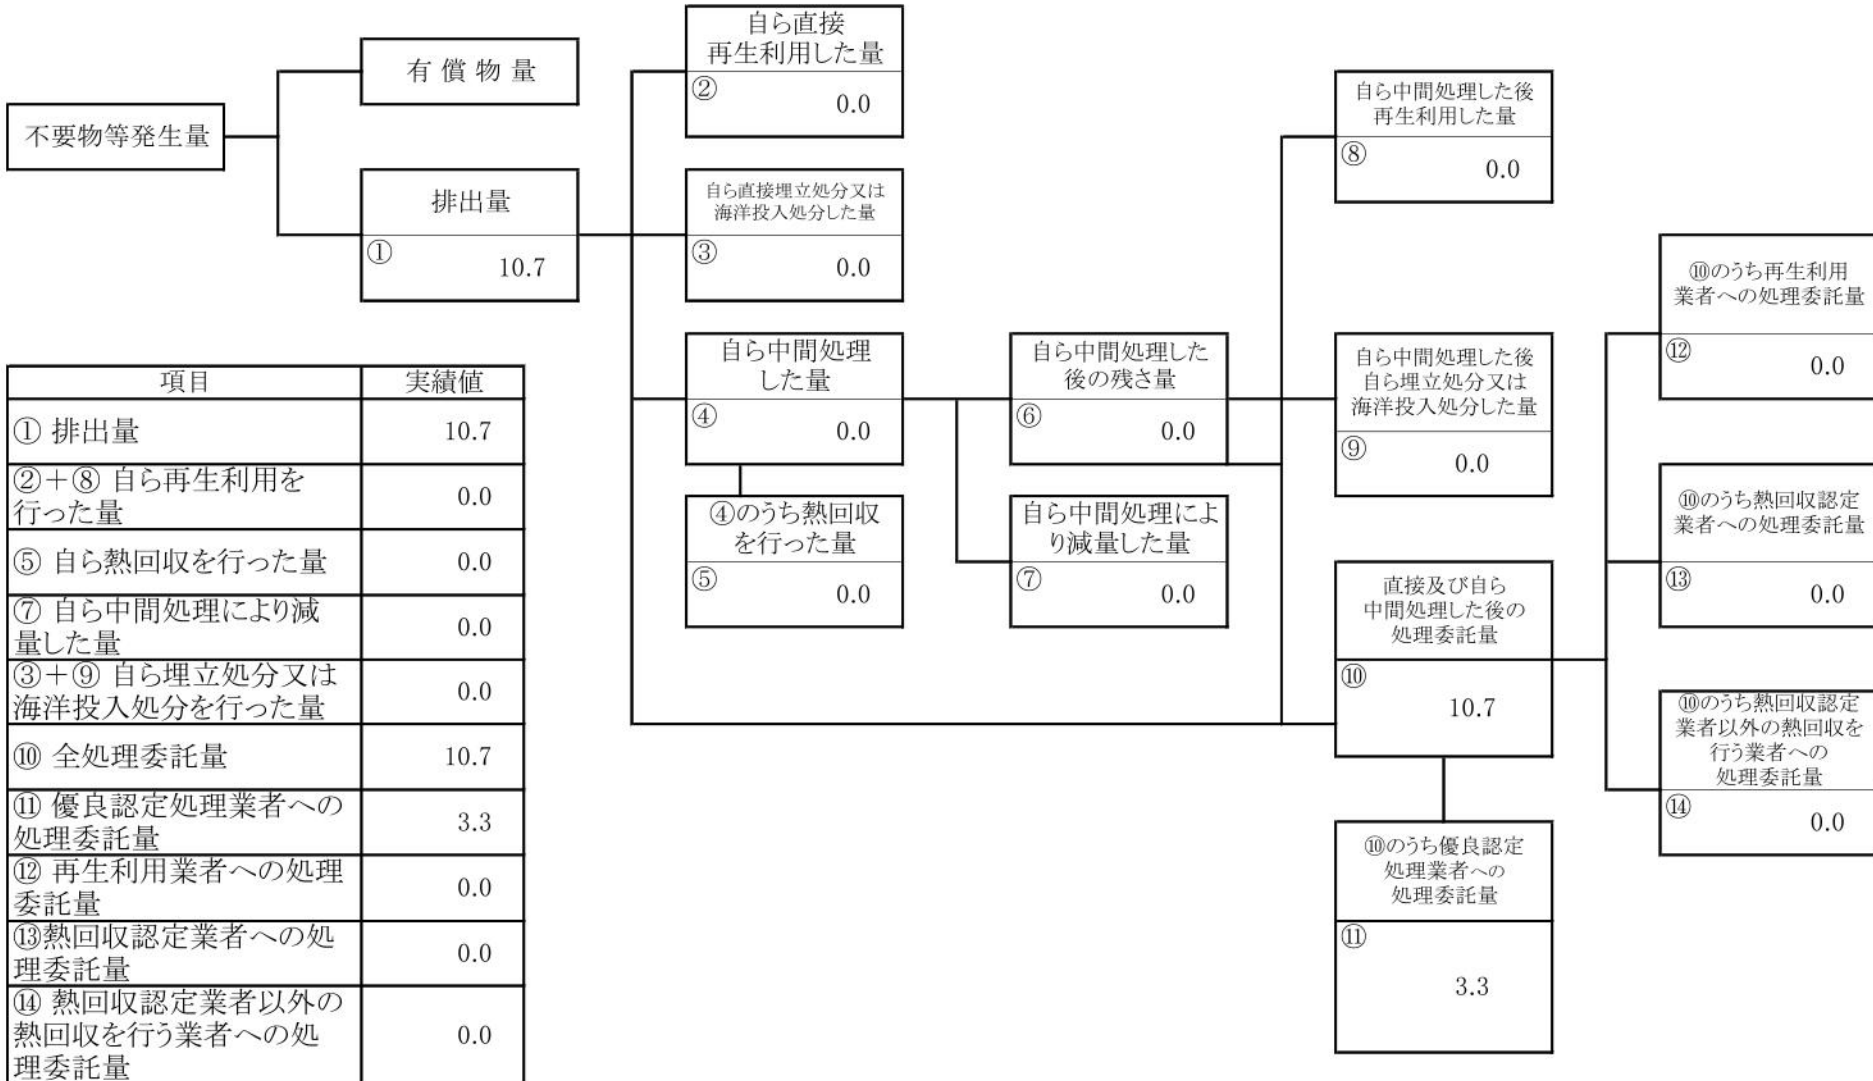 不要物等発生量
有 償 物 量
排出量
①
10.7
自ら直接
再生利用した量
②
0.0
自ら直接埋立処分又は
海洋投入処分した量
③
0.0
自ら中間処理
した量
④
0.0
④のうち熱回収
を行った量
⑤
0.0
自ら中間処理した
後の残さ量
⑥
0.0
自ら中間処理によ
り減量した量
⑦
0.0
自ら中間処理した後
再生利用した量
⑧
0.0
自ら中間処理した後
自ら埋立処分又は
海洋投入処分した量
⑨
0.0
直接及び自ら
中間処理した後の
処理委託量
⑩
10.7
⑩のうち優良認定
処理業者への
処理委託量
⑪
3.3
⑩のうち再生利用
業者への処理委託量
⑫
0.0
⑩のうち熱回収認定
業者への処理委託量
⑬
0.0
⑩のうち熱回収認定
業者以外の熱回収を
行う業者への
処理委託量
⑭
0.0
項目 実績値
① 排出量 10.7
②+⑧ 自ら再生利用を
行った量 0.0
⑤ 自ら熱回収を行った量 0.0
⑦ 自ら中間処理により減
量した量 0.0
③+⑨ 自ら埋立処分又は
海洋投入処分を行った量 0.0
⑩ 全処理委託量 10.7
⑪ 優良認定処理業者への
処理委託量 3.3
⑫ 再生利用業者への処理
委託量 0.0
⑬熱回収認定業者への処
理委託量 0.0
⑭ 熱回収認定業者以外の
熱回収を行う業者への処
理委託量 0.0